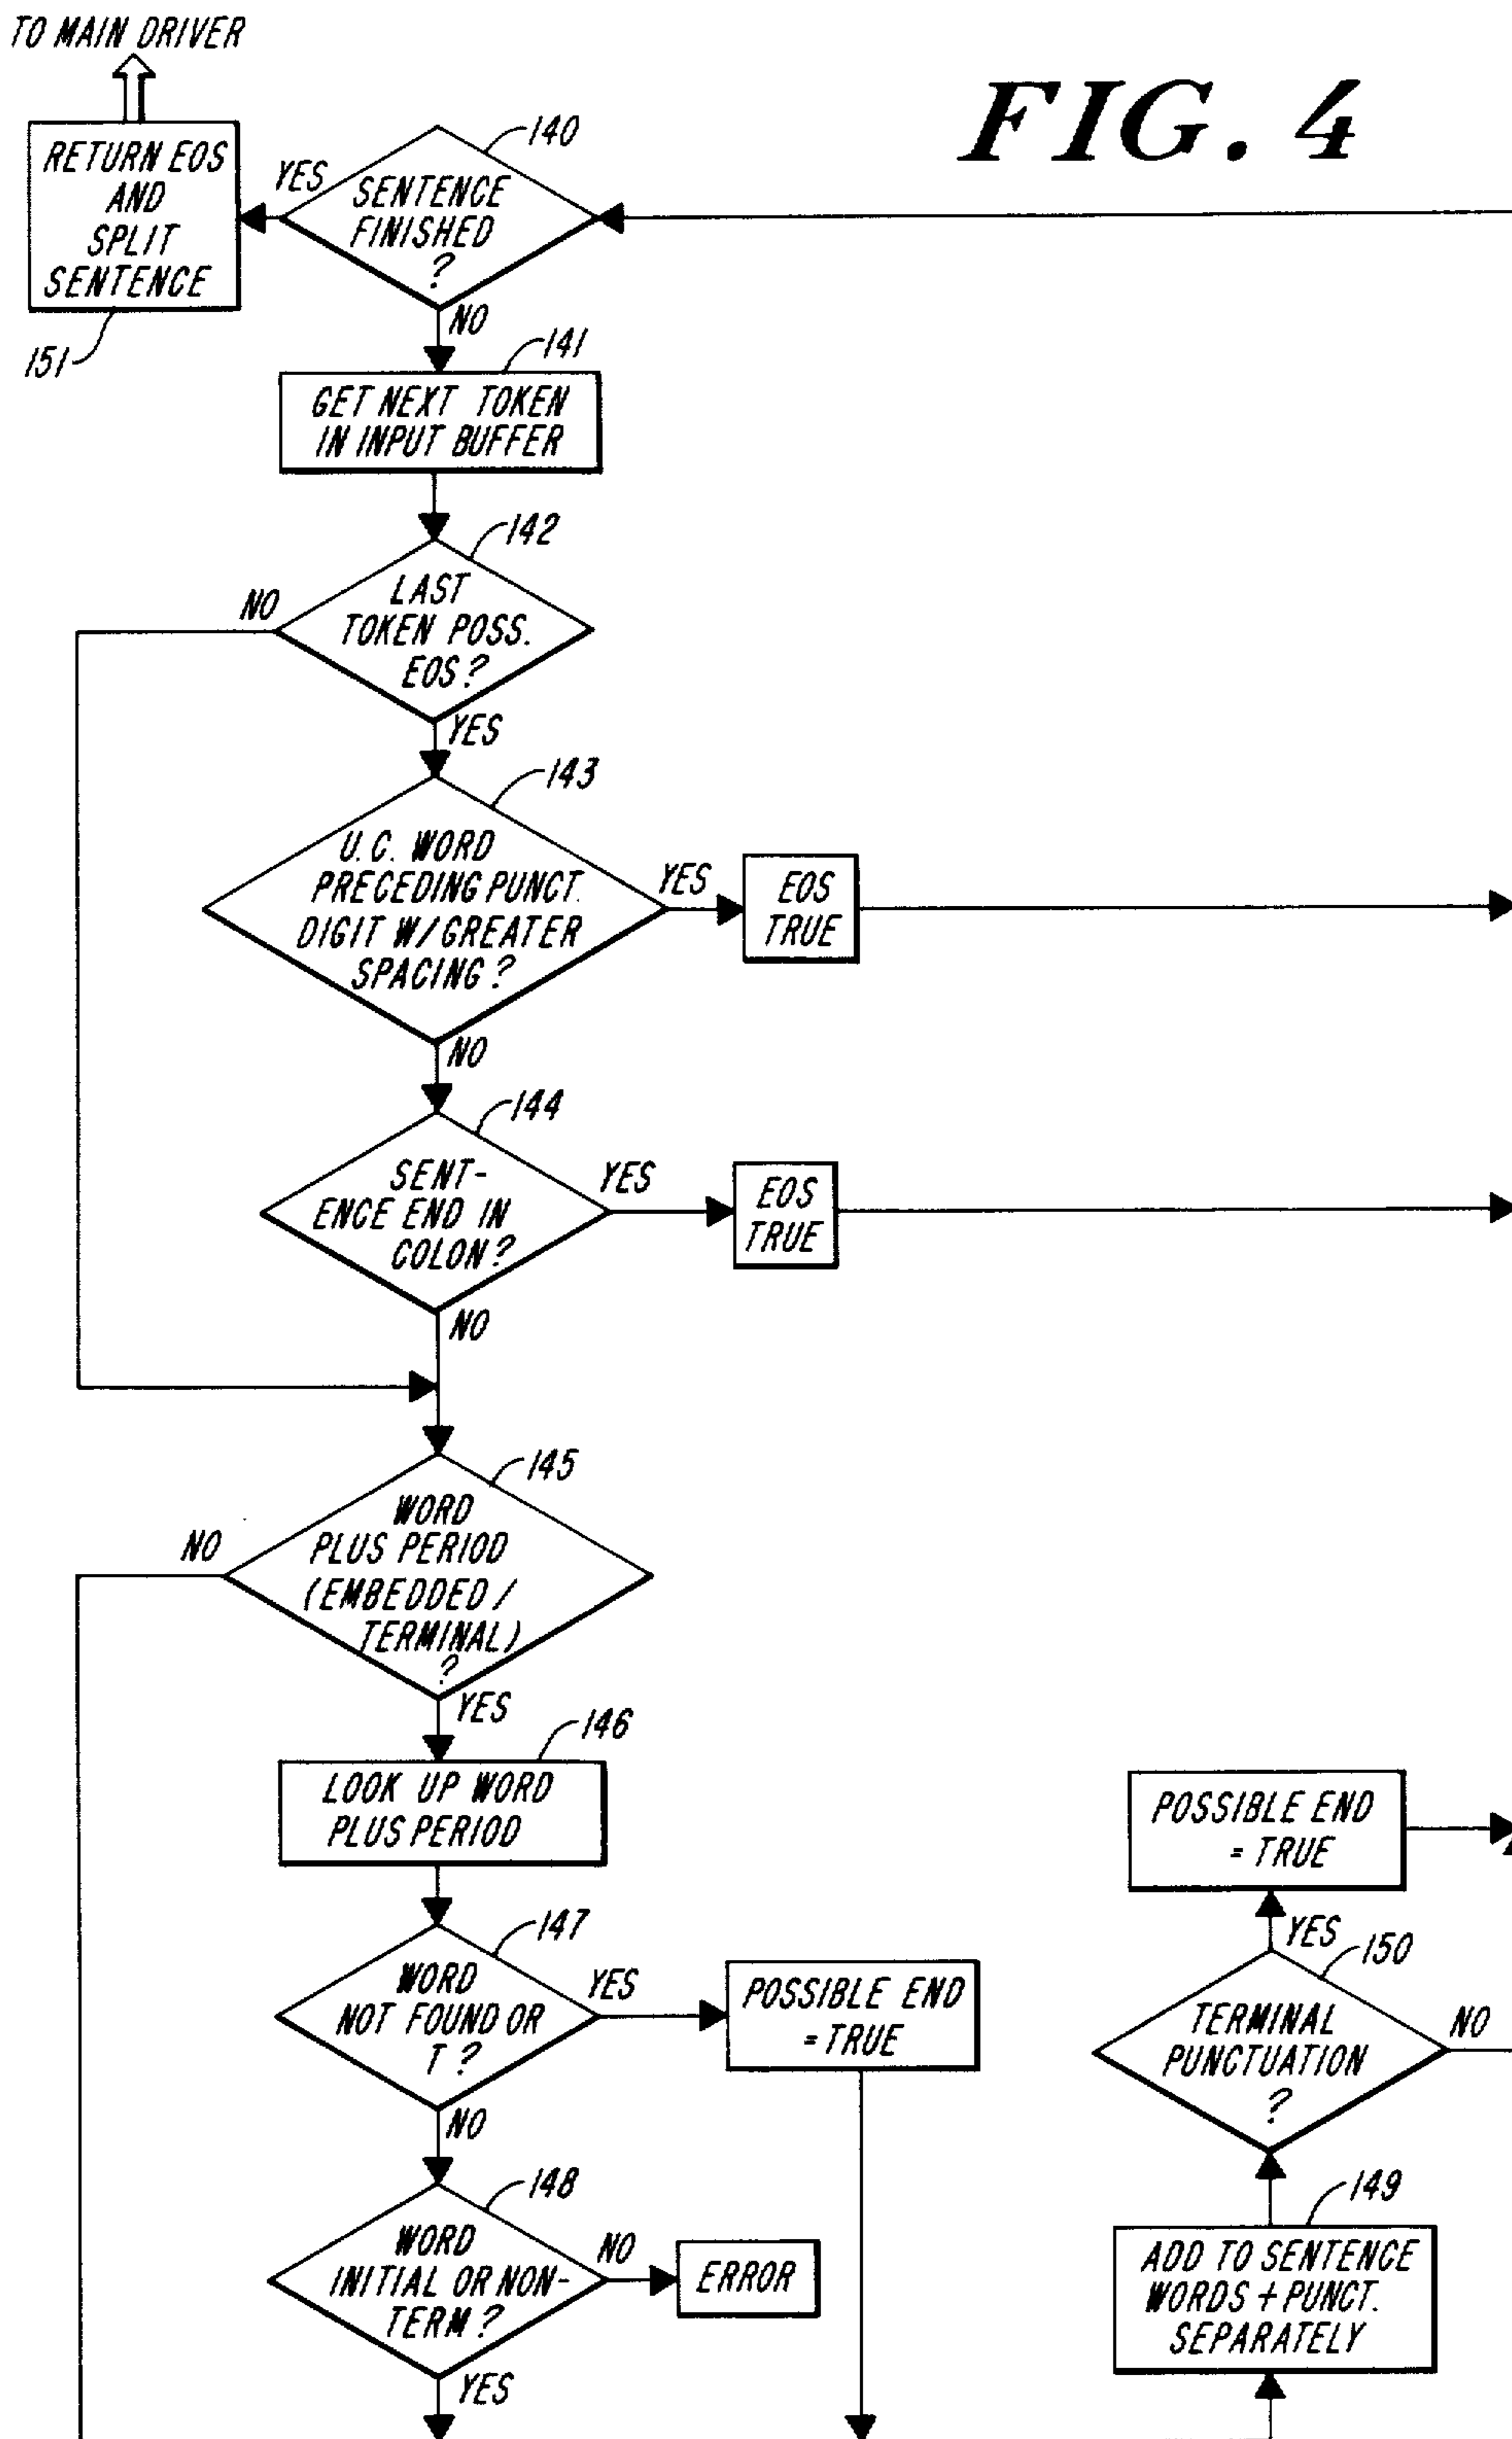 TO MAIN DRIVER
FIG. 4
RETURN EOS
AND
SPLIT
SENTENCE
151
YES
140
SENTENCE
FINISHED
?
NO
141
GET NEXT TOKEN
IN INPUT BUFFER
142
NO
LAST
TOKEN POSS.
EOS?
YES
143
U.C. WORD
PRECEDING PUNCT.
DIGIT W/GREATER
SPACING?
YES
EOS
TRUE
NO
144
SENT-
ENCE END IN
COLON?
YES
EOS
TRUE
NO
145
NO
WORD
PLUS PERIOD
(EMBEDDED/
TERMINAL)
?
YES
146
LOOK UP WORD
PLUS PERIOD
147
WORD
NOT FOUND OR
T?
YES
POSSIBLE END
=TRUE
NO
148
WORD
INITIAL OR NON-
TERM?
NO
ERROR
YES
POSSIBLE END
= TRUE
YES
150
TERMINAL
PUNCTUATION
?
NO
149
ADD TO SENTENCE
WORDS + PUNCT.
SEPARATELY